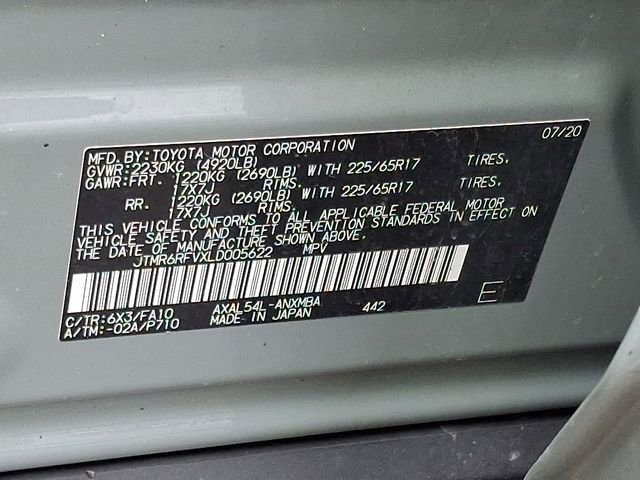 MFD.BY:TOYOTA MOTOR CORPORATION 07/20
GVWR:2230KG (4920LB)
GAWR:FRT. 1220KG (2690LB) WITH 225/65R17 TIRES,
17X7J RIMS.
RR. 1220KG (2690LB) WITH 225/65R17 TIRES,
17X7J RIMS.
THIS VEHICLE CONFORMS TO ALL APPLICABLE FEDERAL MOTOR
VEHICLE SAFETY AND THEFT PREVENTION STANDARDS IN EFFECT ON
THE DATE OF MANUFACTURE SHOWN ABOVE.
JTMR6RFVXLD005622 MPV
C/TR:6X3/FA10 AXAL54L-ANXMBA 442 E
A/TM:-02A/P710 MADE IN JAPAN